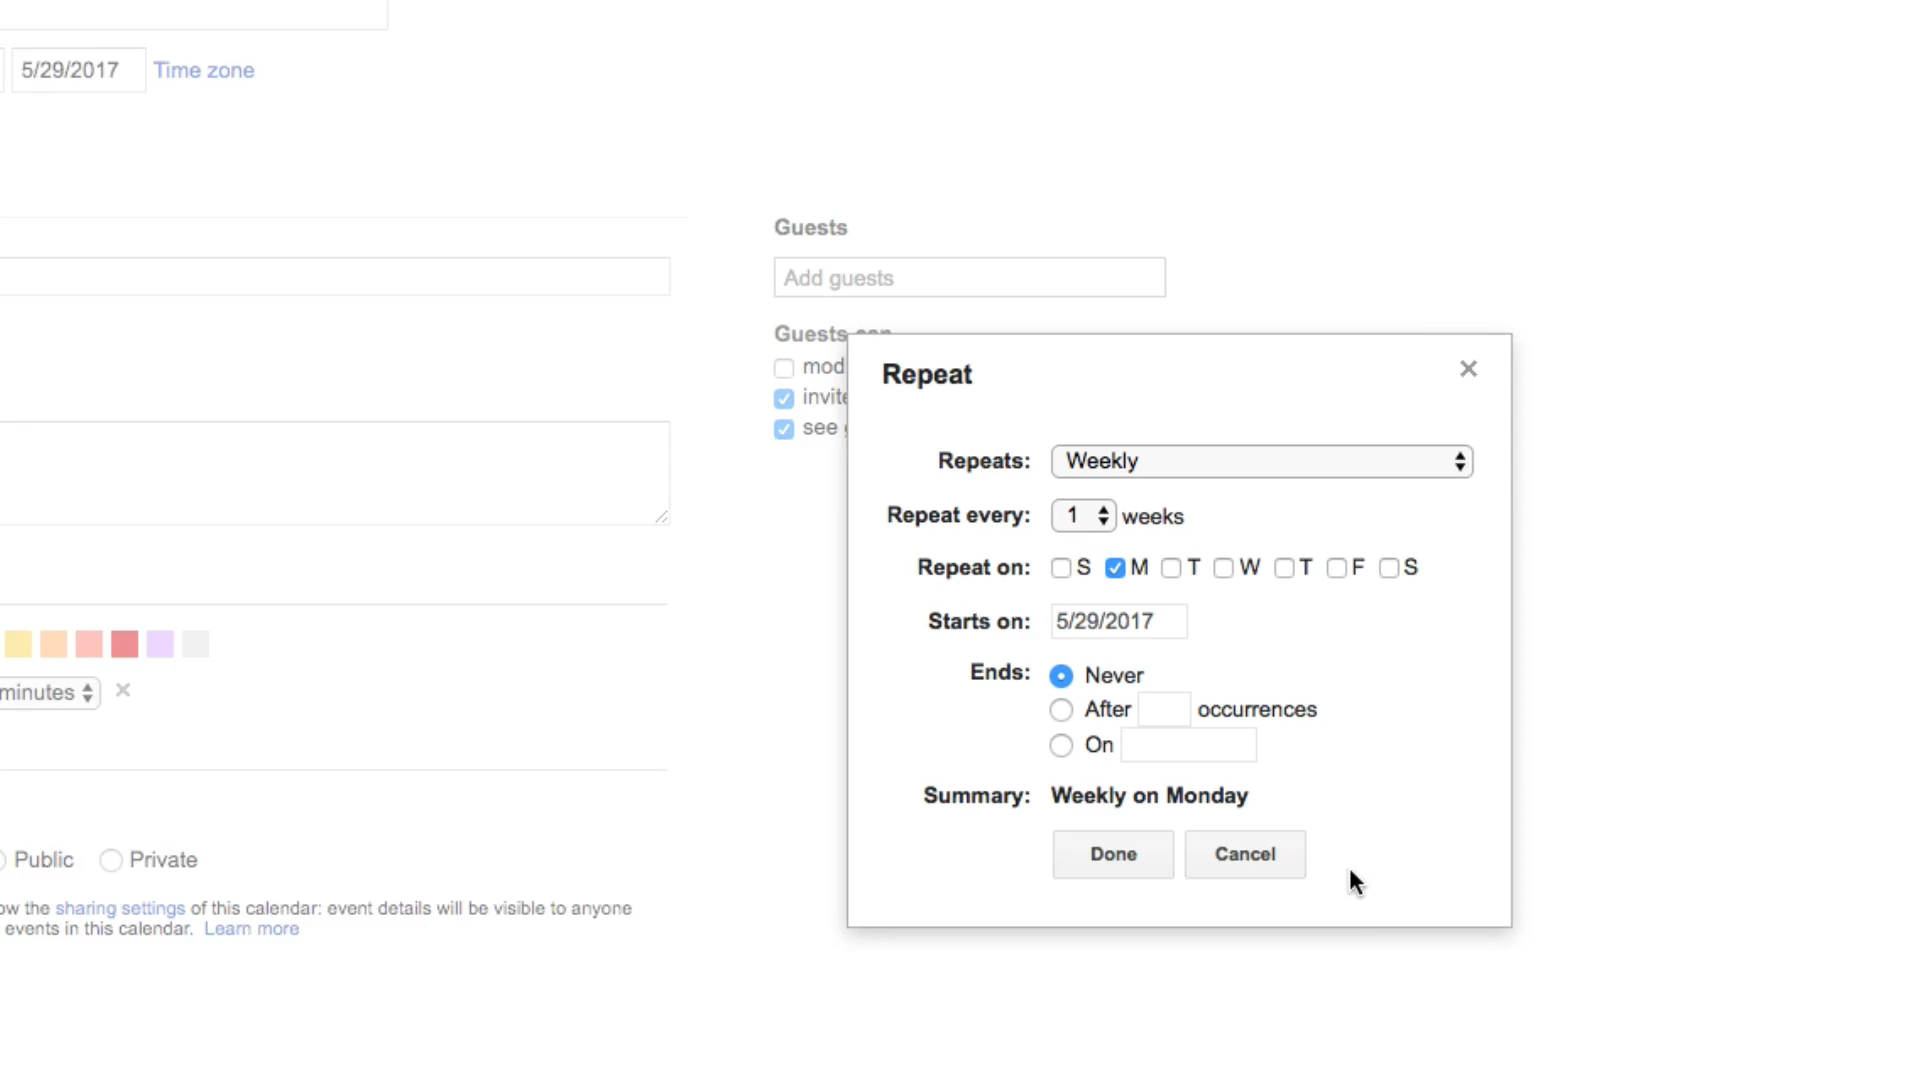 5/29/2017 Time zone
Guests
Add guests
Guests can
mod
invite
see
Repeat
Repeats: Weekly
Repeat every: 1 weeks
Repeat on: S M T W T F S
Starts on: 5/29/2017
Ends: Never
After occurrences
On
Summary: Weekly on Monday
Done Cancel
minutes
Public Private
ow the sharing settings of this calendar: event details will be visible to anyone
events in this calendar. Learn more